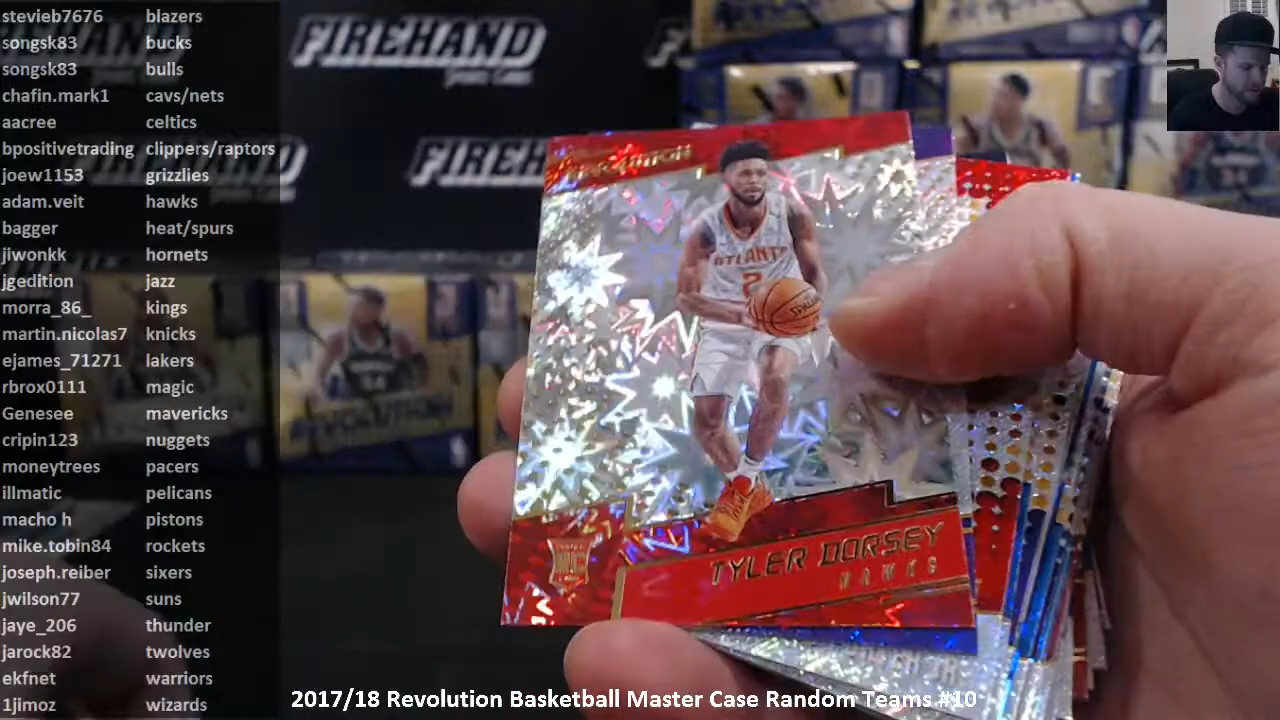 stevieb7676 blazers
songsk83 bucks
songsk83 bulls
chafin.mark1 cavs/nets
aacree celtics
bpositivetrading clippers/raptors
joew1153 grizzlies
adam.veit hawks
bagger heat/spurs
jiwonkk hornets
jgedition jazz
morra_86_ kings
martin.nicolas7 knicks
ejames_71271 lakers
rbrox0111 magic
Genesee mavericks
cripin123 nuggets
moneytrees pacers
illmatic pelicans
macho h pistons
mike.tobin84 rockets
joseph.reiber sixers
jwilson77 suns
jaye_206 thunder
jarock82 twolves
ekfnet warriors
1jimoz wizards
FIREHAND
FIREH
REVOLUTION
REVOLUTION
ATLANTA
2
SPALDING
TYLER DORSEY
HAWKS
2017/18 Revolution Basketball Master Case Random Teams #10